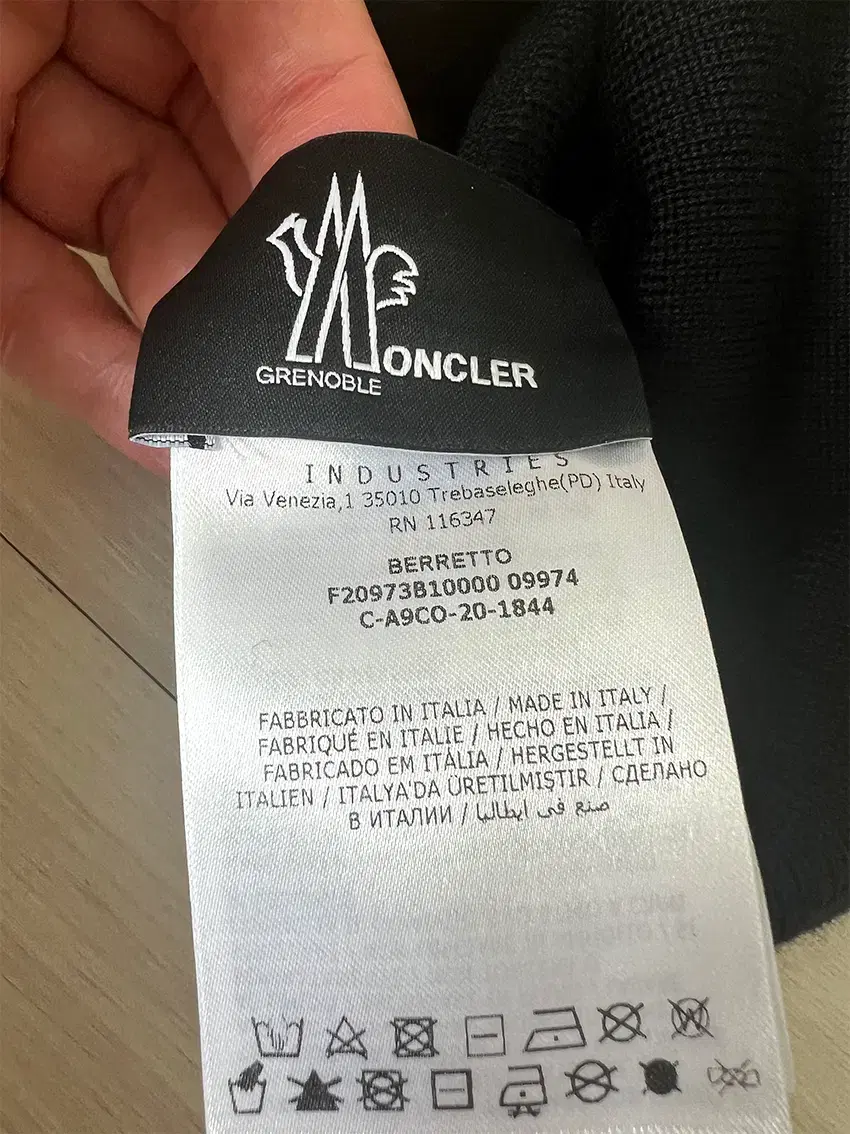 MONCLER
GRENOBLE
INDUSTRIES
Via Venezia,1 35010 Trebaseleghe(PD) Italy
RN 116347
BERRETTO
F20973B10000 09974
C-A9CO-20-1844
FABBRICATO IN ITALIA / MADE IN ITALY /
FABRIQUÉ EN ITALIE / HECHO EN ITALIA /
FABRICADO EM ITÁLIA / HERGESTELLT IN
ITALIEN / ITALYA'DA ÜRETILMIŞTIR / СДЕЛАНО
В ИТАЛИИ / صنع في ايطاليا